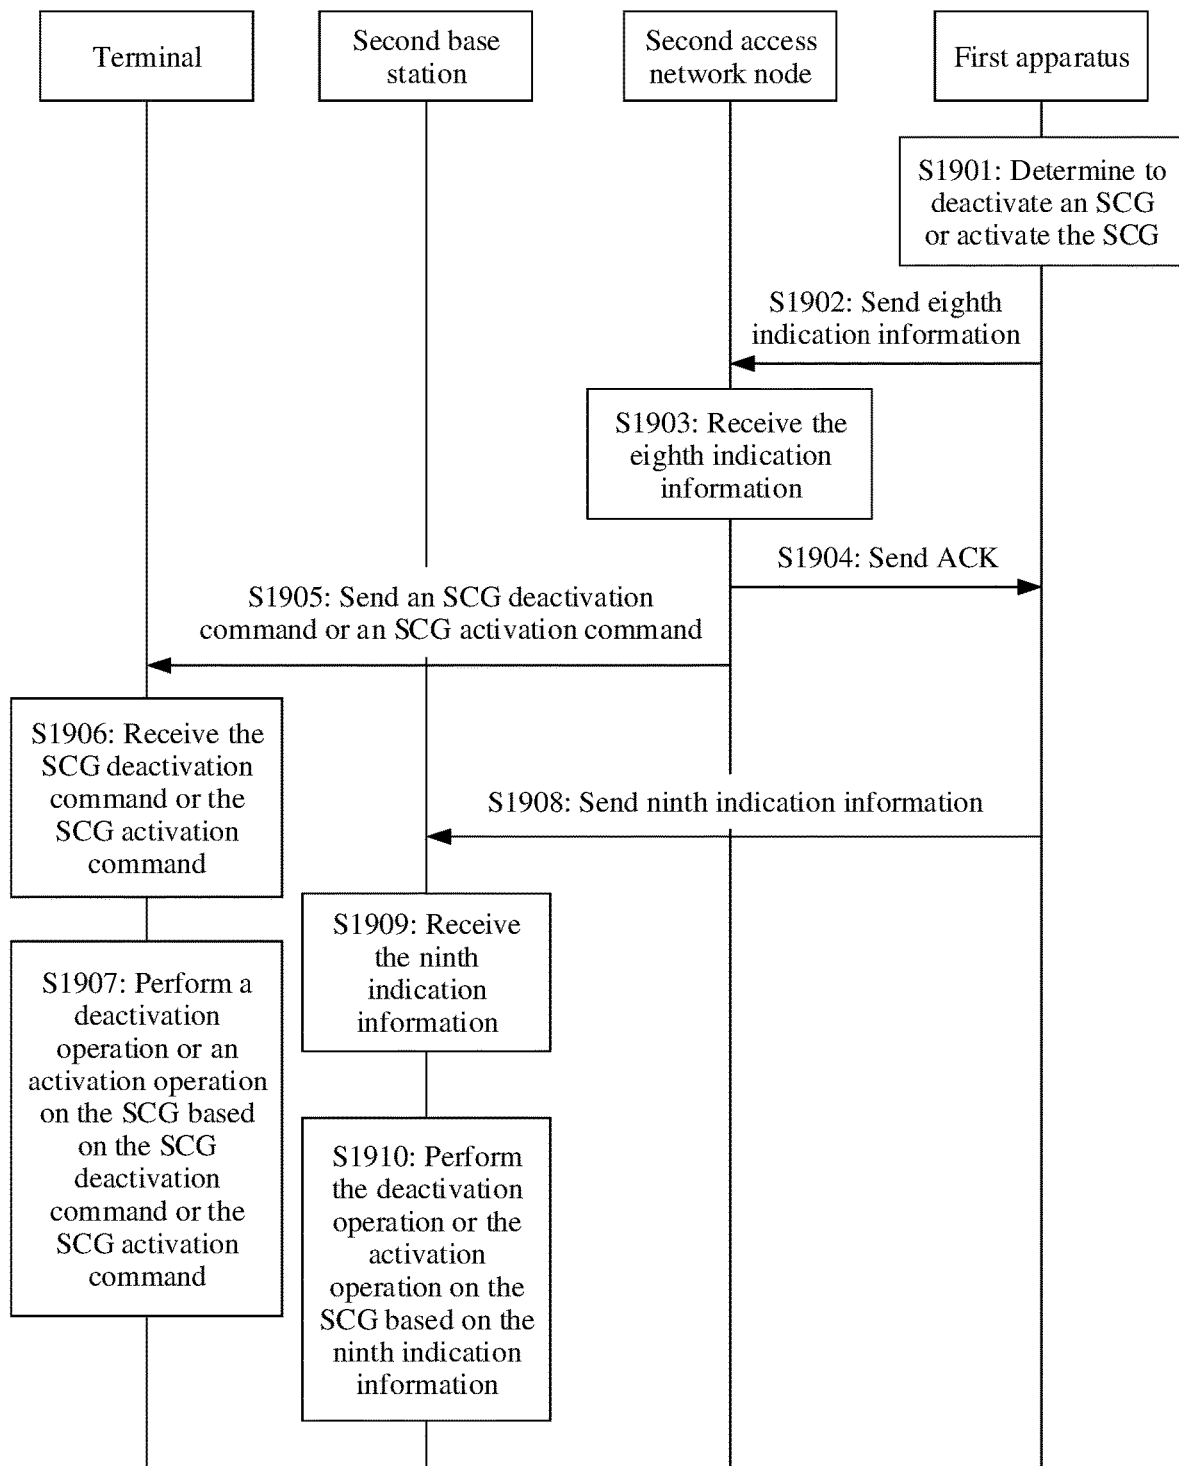 Terminal
Second base
station
Second access
network node
First apparatus
S1901: Determine to
deactivate an SCG
or activate the SCG
S1902: Send eighth
indication information
S1903: Receive the
eighth indication
information
S1904: Send ACK
S1905: Send an SCG deactivation
command or an SCG activation command
S1906: Receive the
SCG deactivation
command or the
SCG activation
command
S1908: Send ninth indication information
S1909: Receive
the ninth
indication
information
S1907: Perform a
deactivation
operation or an
activation operation
on the SCG based
on the SCG
deactivation
command or the
SCG activation
command
S1910: Perform
the deactivation
operation or the
activation
operation on the
SCG based on the
ninth indication
information